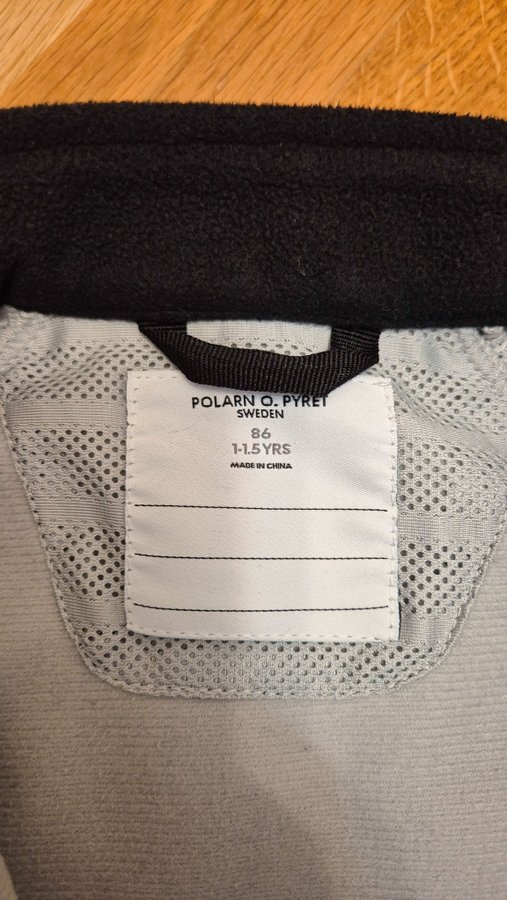 POLARN O. PYRET
SWEDEN
86
1-1.5 YRS
MADE IN CHINA